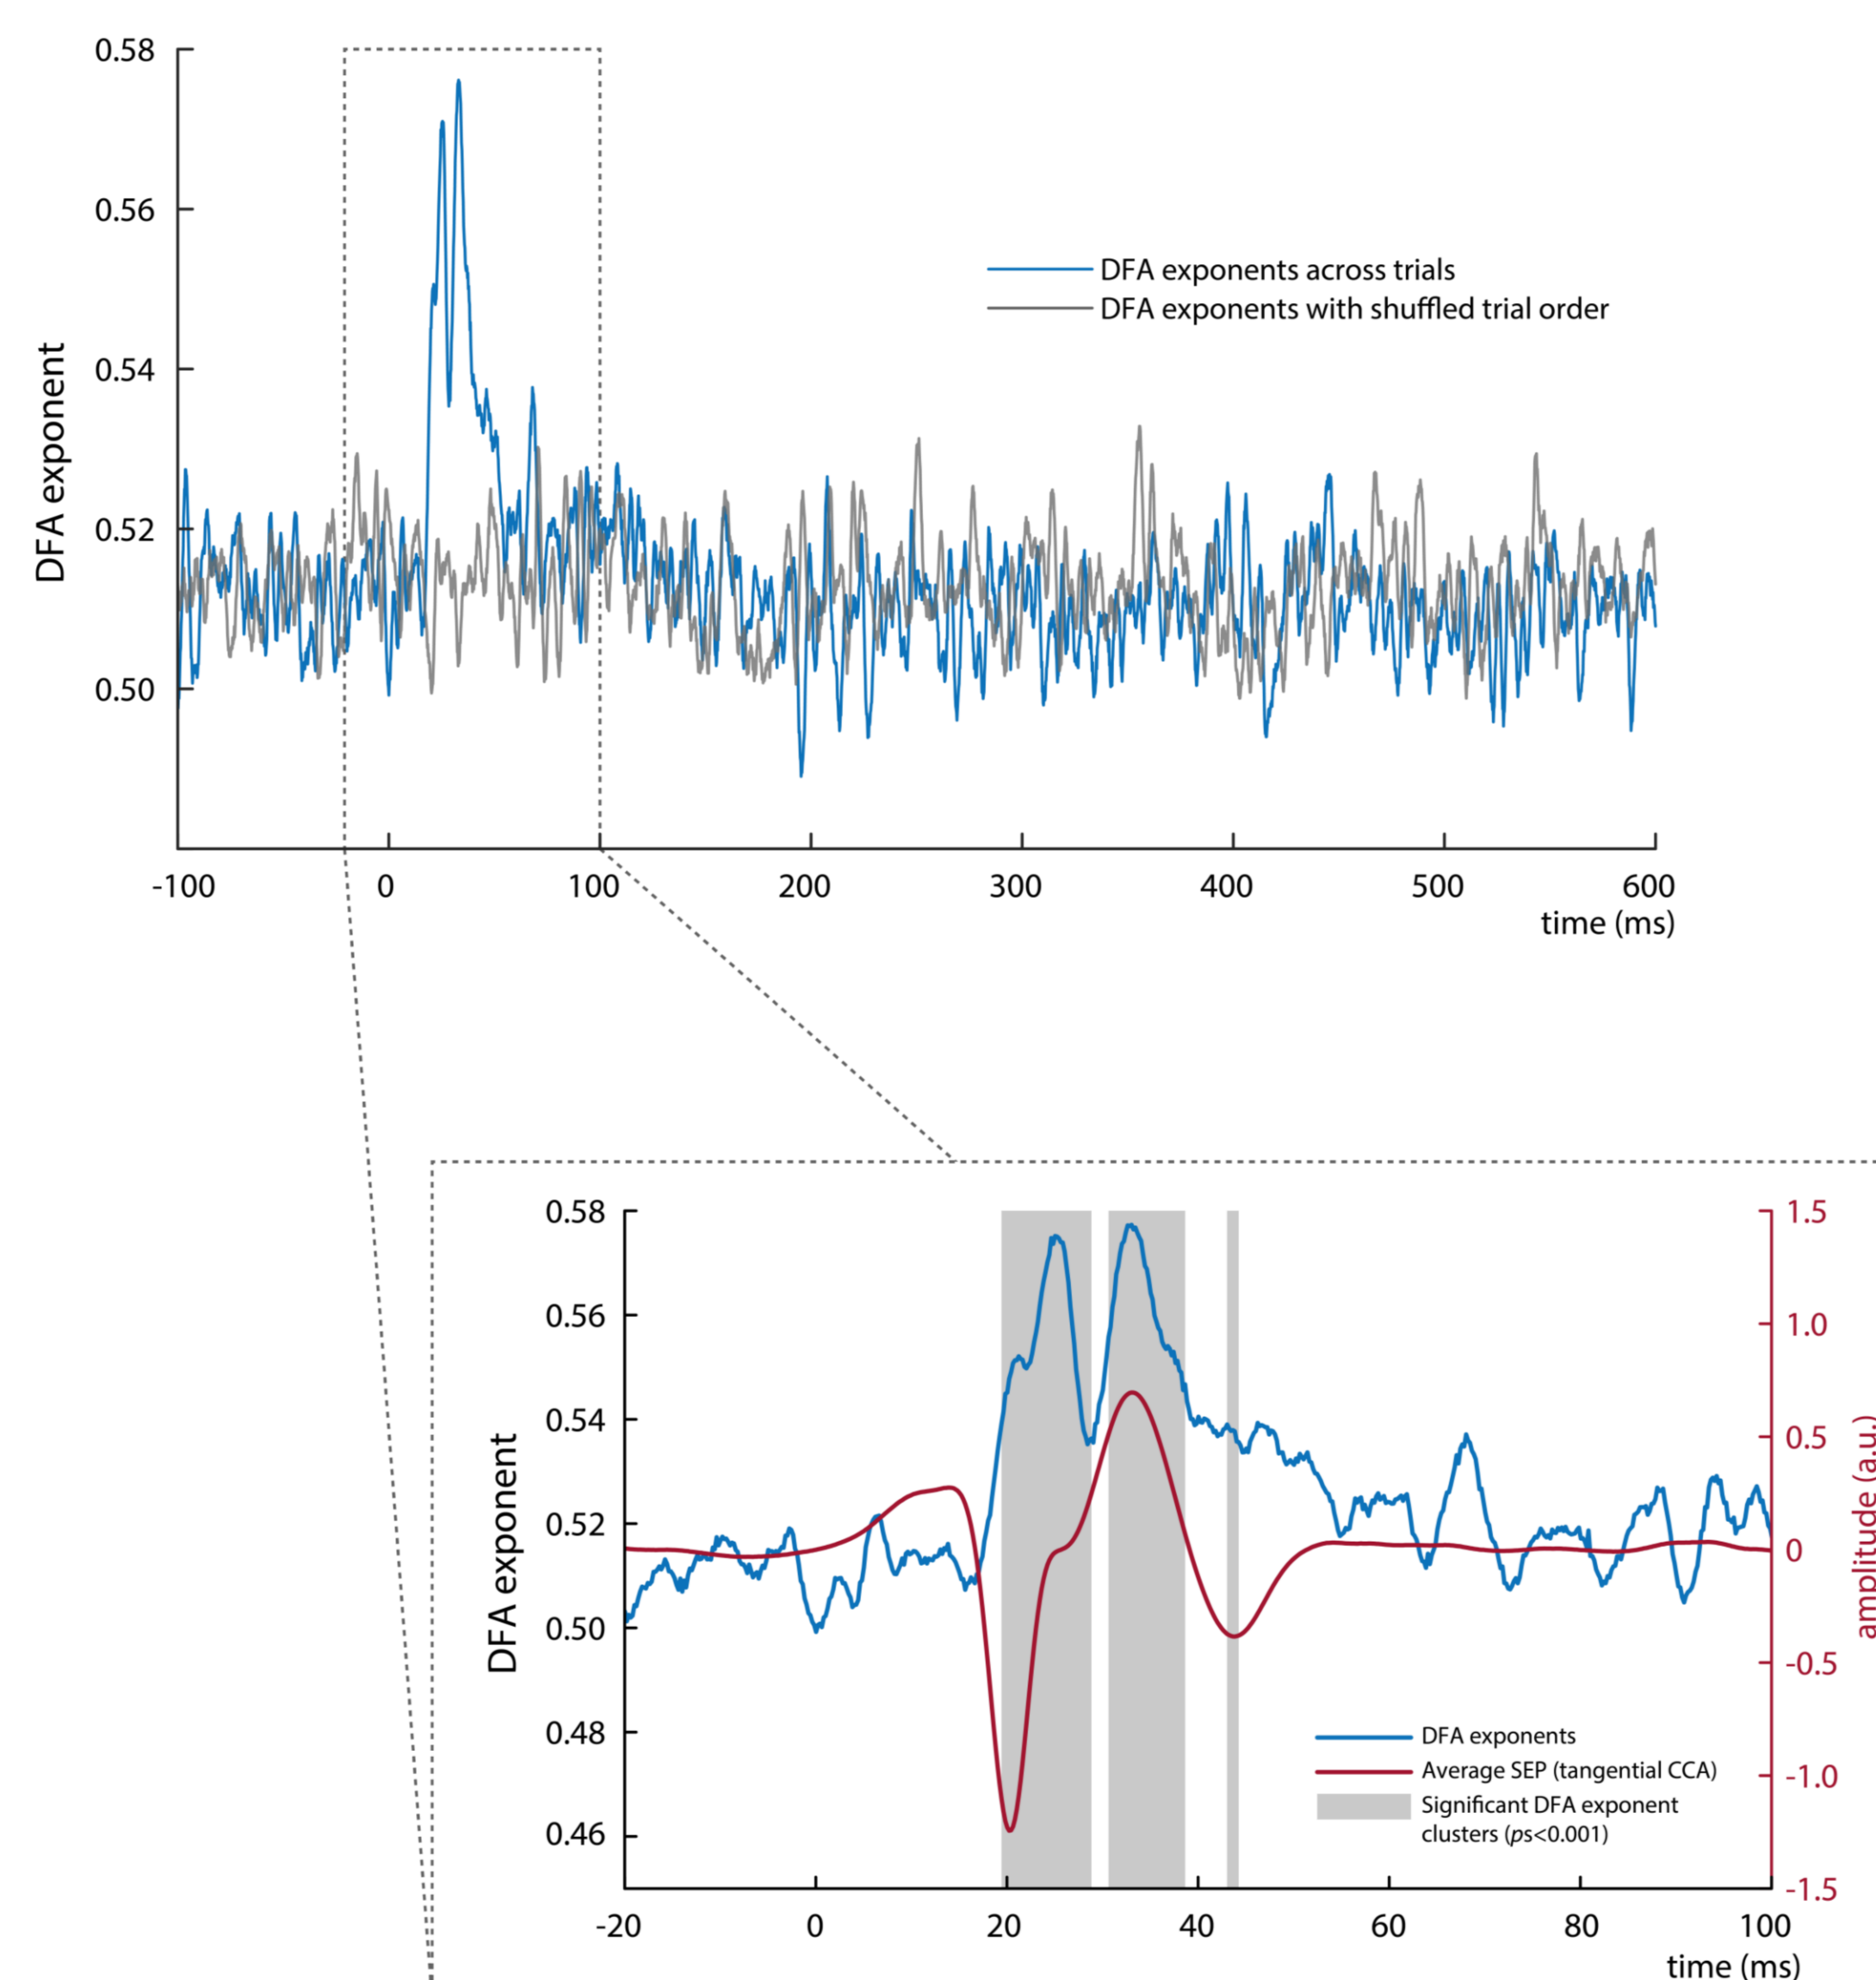 0.58
0.56
0.54
0.52
0.50
DFA exponent
DFA exponents across trials
DFA exponents with shuffled trial order
-100 0 100 200 300 400 500 600
time (ms)
0.58
0.56
0.54
0.52
0.50
0.48
0.46
DFA exponent
1.5
1.0
0.5
0
-0.5
-1.0
-1.5
amplitude (a.u.)
DFA exponents
Average SEP (tangential CCA)
Significant DFA exponent
clusters (ps<0.001)
-20 0 20 40 60 80 100
time (ms)